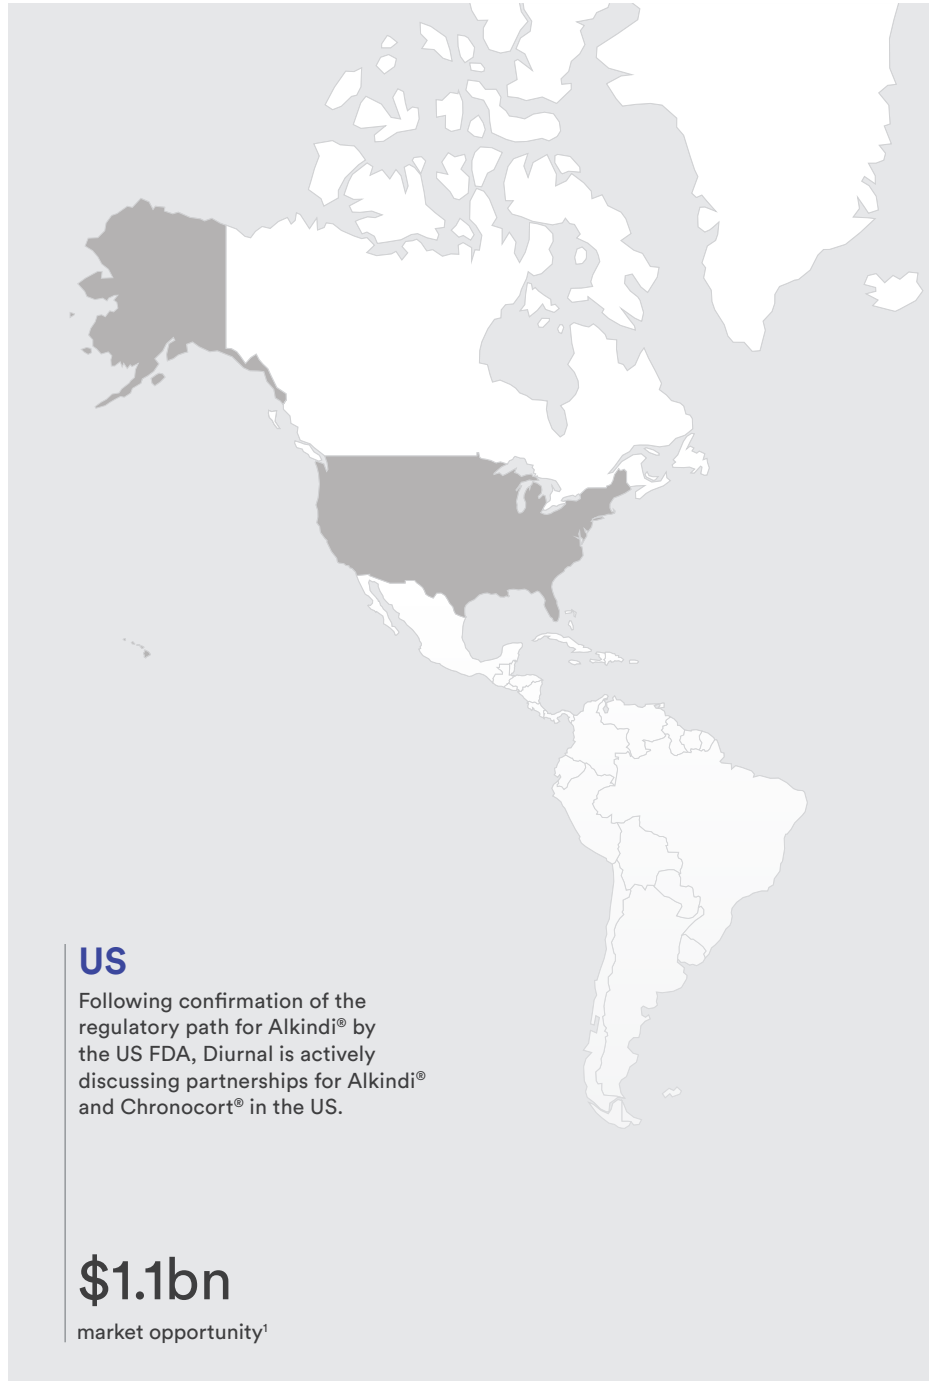 US
Following confirmation of the
regulatory path for Alkindi® by
the US FDA, Diurnal is actively
discussing partnerships for Alkindi®
and Chronocort® in the US.
$1.1bn
market opportunity¹